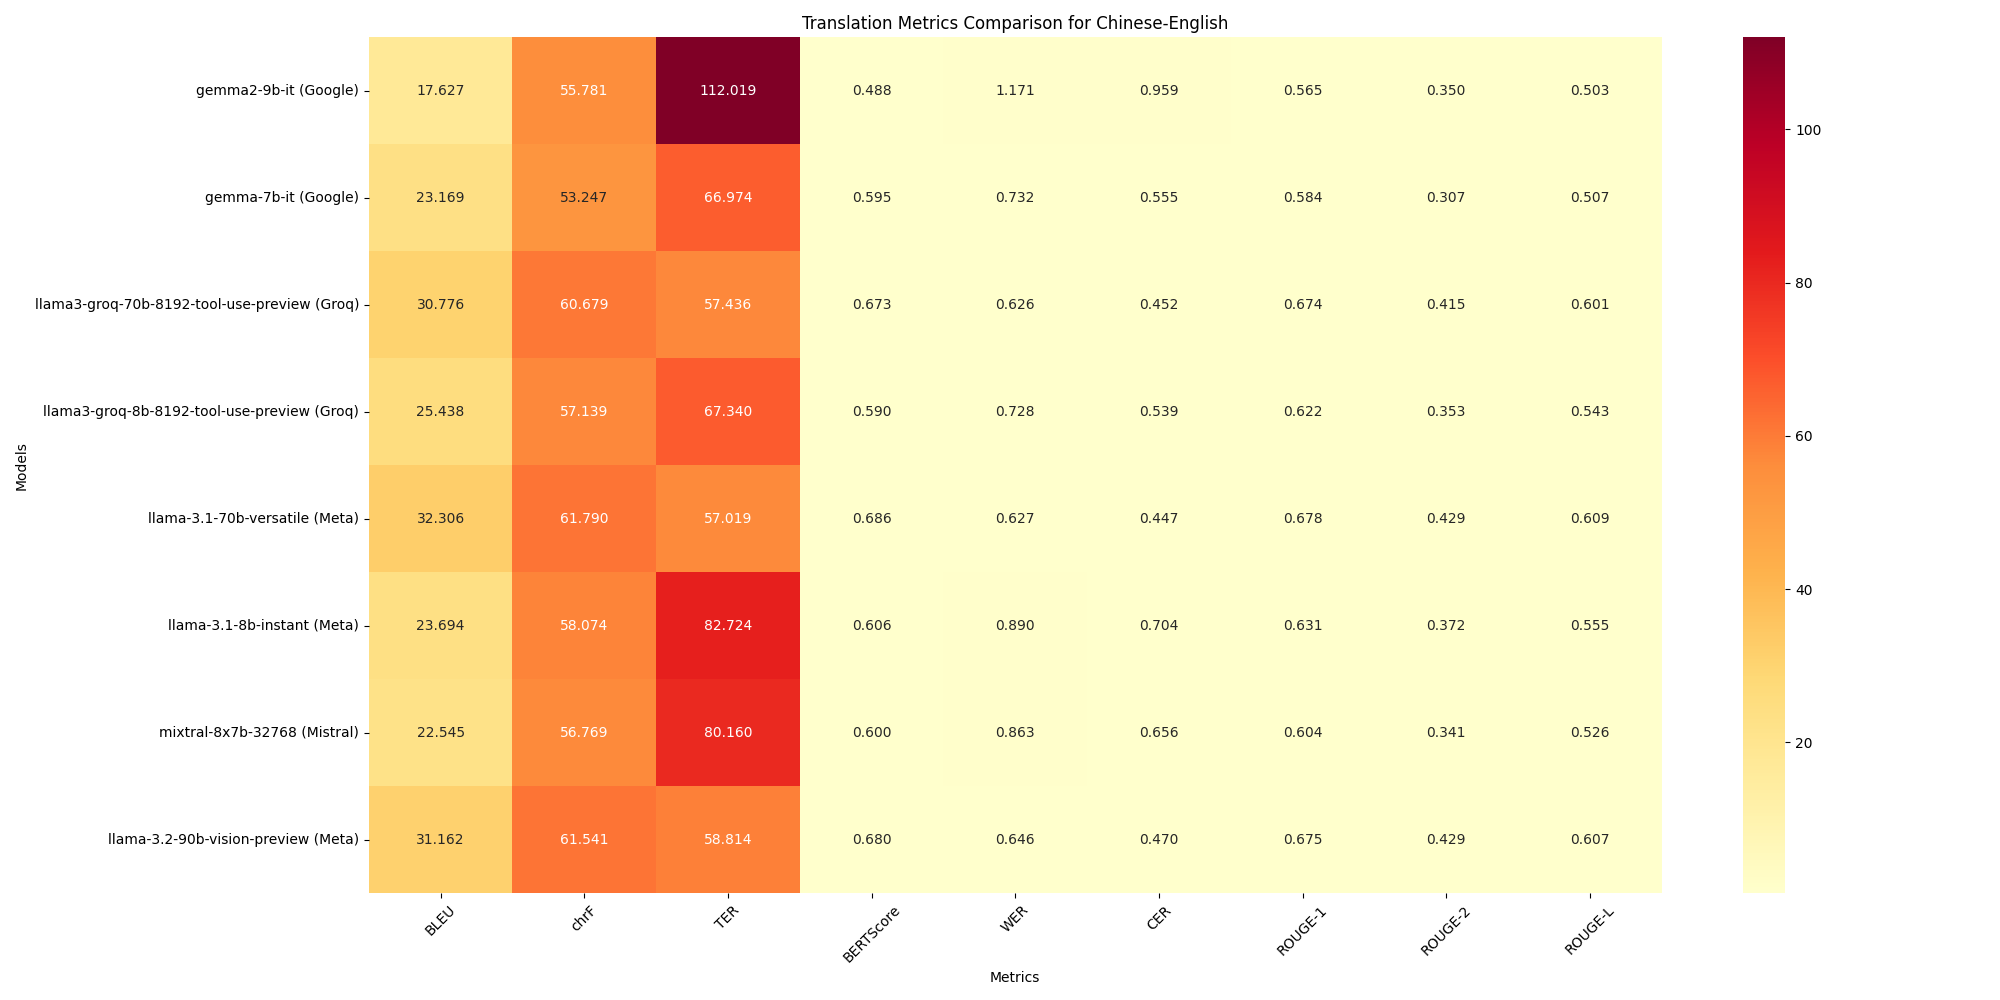 Translation Metrics Comparison for Chinese-English
gemma2-9b-it (Google) 17.627 55.781 112.019 0.488 1.171 0.959 0.565 0.350 0.503
gemma-7b-it (Google) 23.169 53.247 66.974 0.595 0.732 0.555 0.584 0.307 0.507
llama3-groq-70b-8192-tool-use-preview (Groq) 30.776 60.679 57.436 0.673 0.626 0.452 0.674 0.415 0.601
llama3-groq-8b-8192-tool-use-preview (Groq) 25.438 57.139 67.340 0.590 0.728 0.539 0.622 0.353 0.543
llama-3.1-70b-versatile (Meta) 32.306 61.790 57.019 0.686 0.627 0.447 0.678 0.429 0.609
llama-3.1-8b-instant (Meta) 23.694 58.074 82.724 0.606 0.890 0.704 0.631 0.372 0.555
mixtral-8x7b-32768 (Mistral) 22.545 56.769 80.160 0.600 0.863 0.656 0.604 0.341 0.526
llama-3.2-90b-vision-preview (Meta) 31.162 61.541 58.814 0.680 0.646 0.470 0.675 0.429 0.607
BLEU chrF TER BERTScore WER CER ROUGE-1 ROUGE-2 ROUGE-L
Metrics
Models
100
80
60
40
20